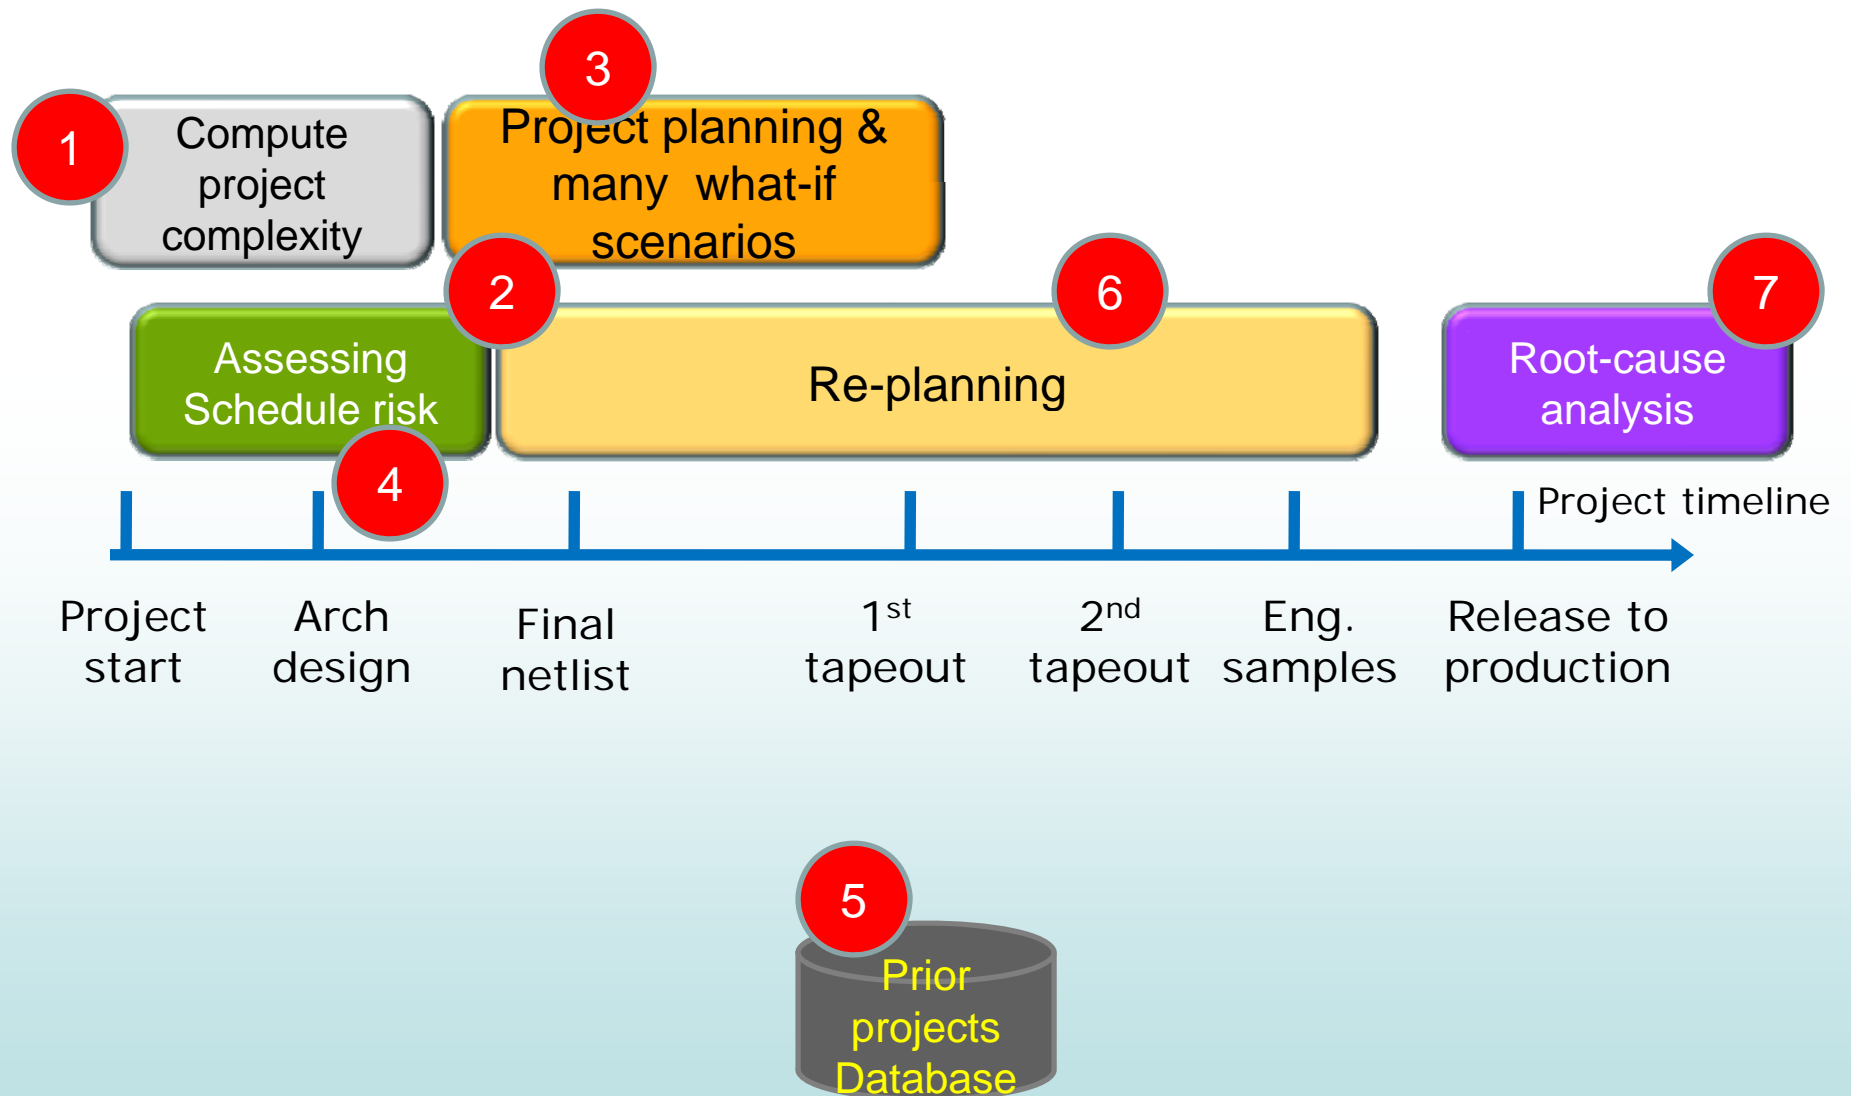 3
1
Compute
project
complexity
Project planning &
many what-if
scenarios
2
6
7
Assessing
Schedule risk
Re-planning
Root-cause
analysis
4
Project timeline
Project
start
Arch
design
Final
netlist
1st
tapeout
2nd
tapeout
Eng.
samples
Release to
production
5
Prior
projects
Database